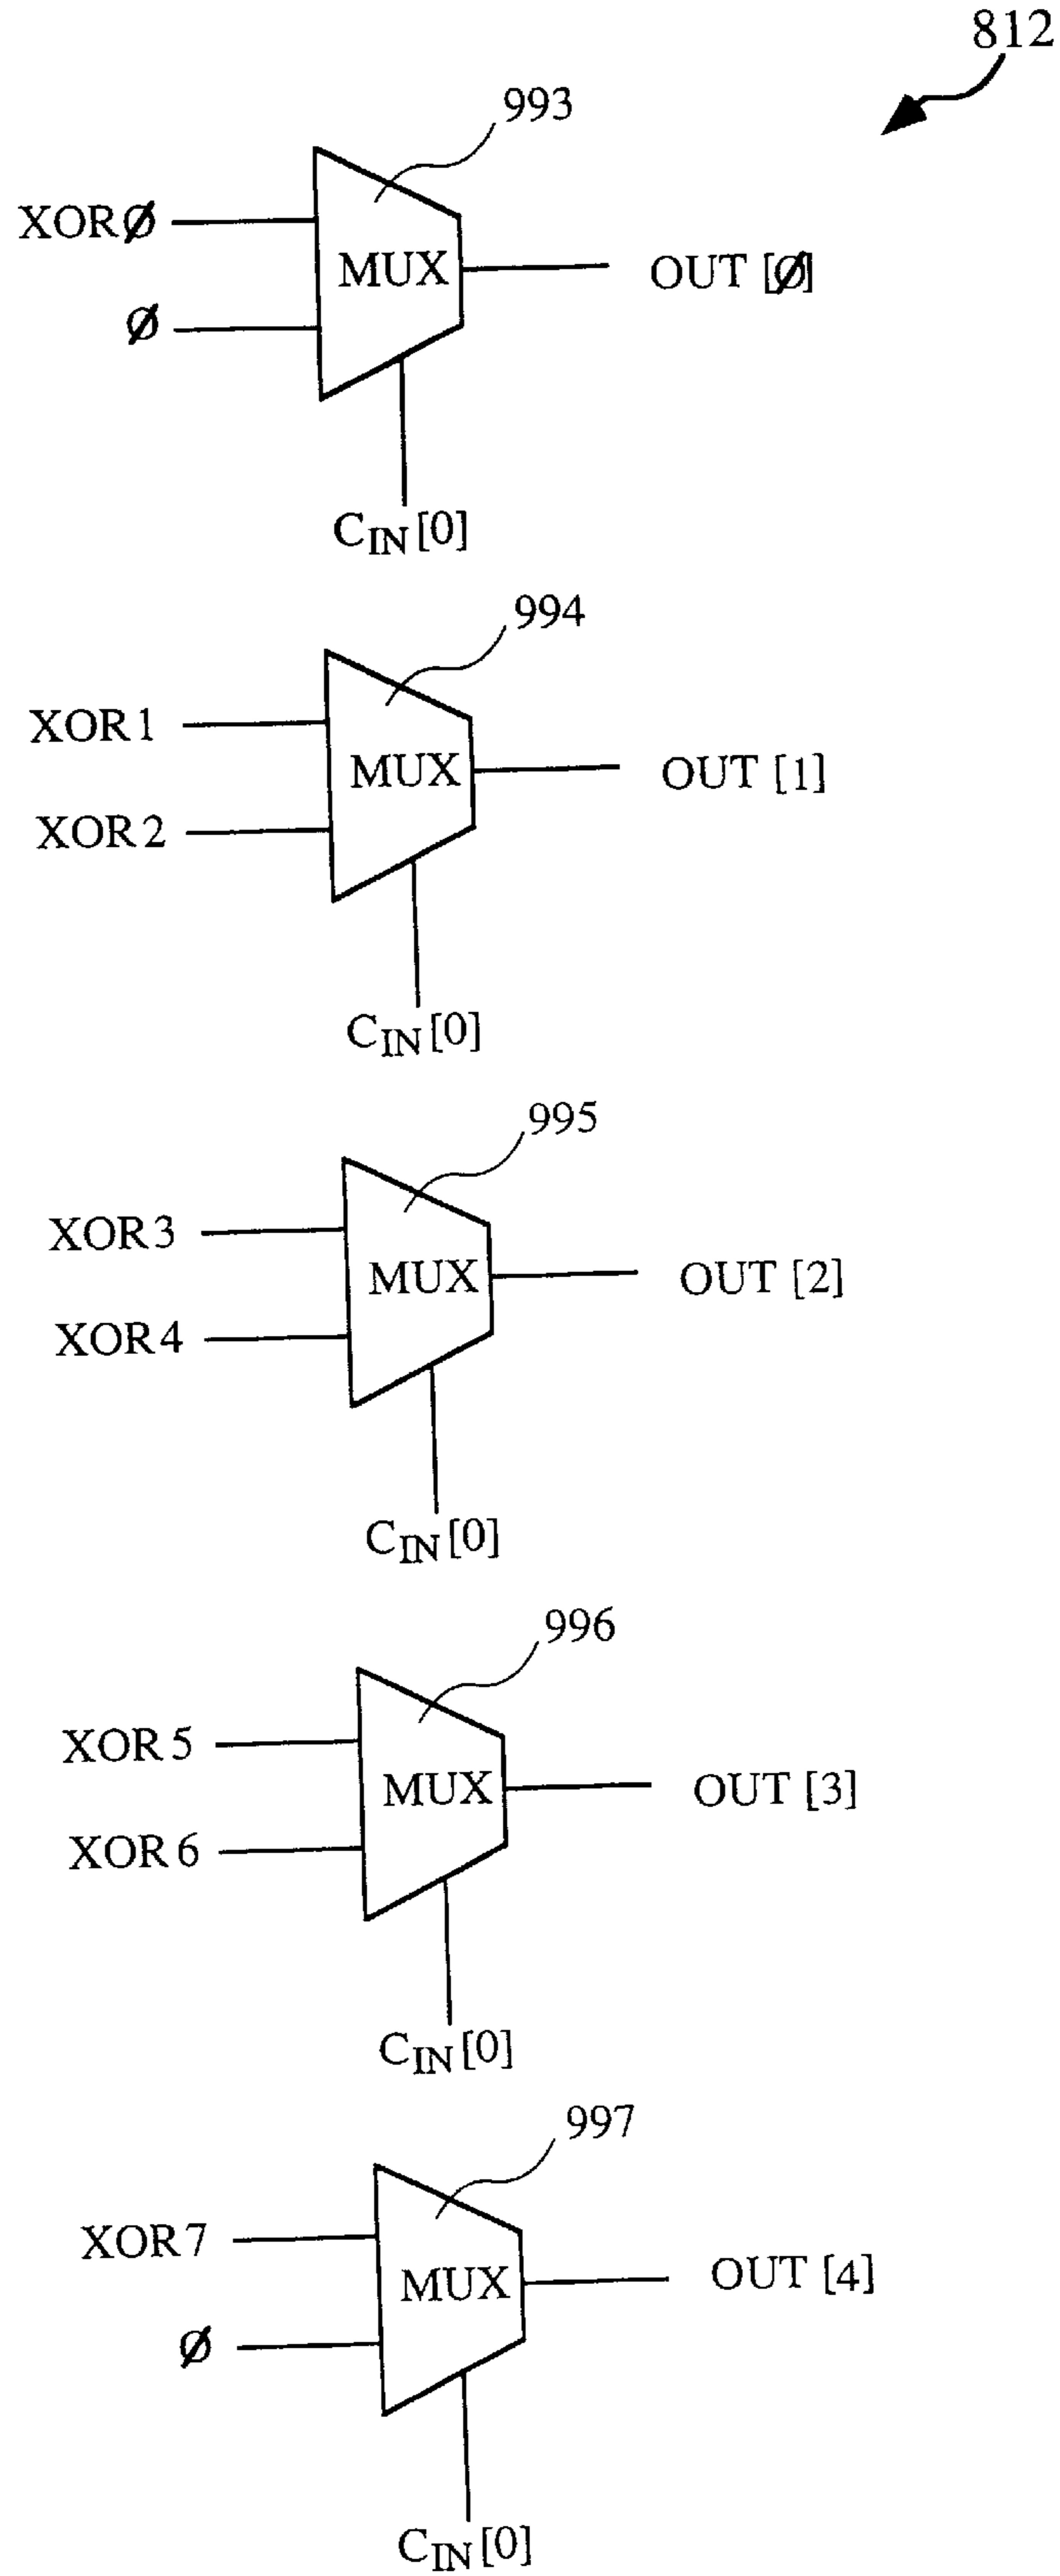 812
993
XORØ
MUX
OUT [Ø]
Ø
CIN [0]
994
XOR1
MUX
OUT [1]
XOR2
CIN [0]
995
XOR3
MUX
OUT [2]
XOR4
CIN [0]
996
XOR5
MUX
OUT [3]
XOR6
CIN [0]
997
XOR7
MUX
OUT [4]
Ø
CIN [0]